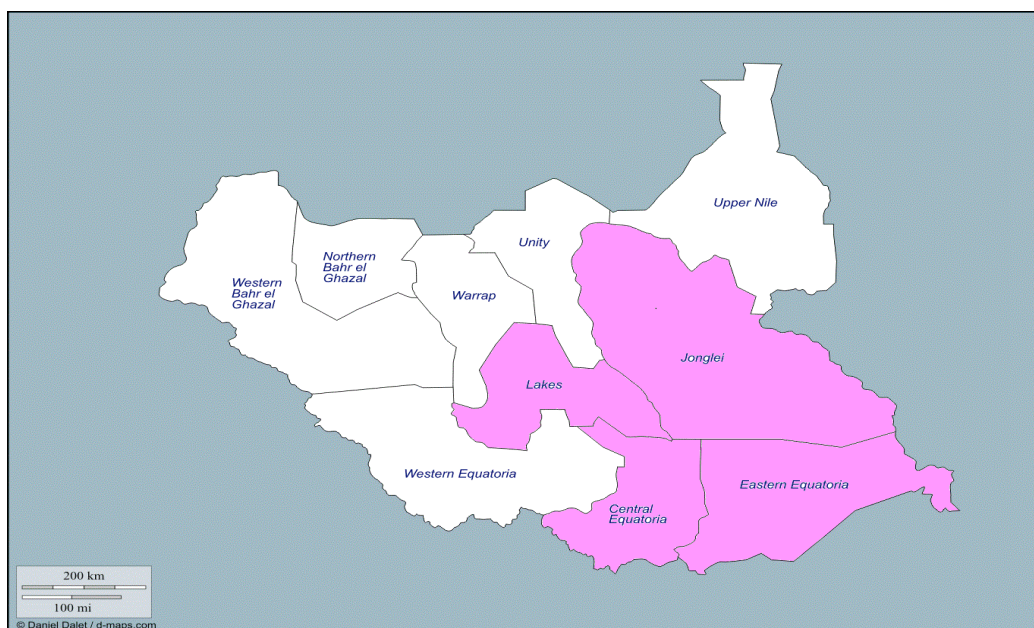 Upper Nile
Unity
Northern
Bahr el
Ghazal
Western
Bahr el
Ghazal
Warrap
Jonglei
Lakes
Western Equatoria
Eastern Equatoria
Central
Equatoria
200 km
100 mi
© Daniel Dalet / d-maps.com